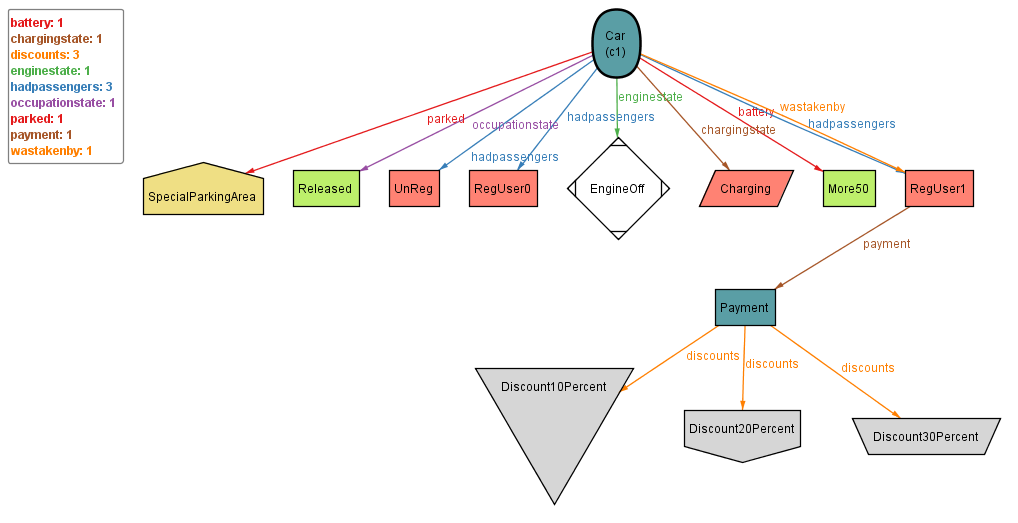 battery: 1
chargingstate: 1
discounts: 3
enginestate: 1
hadpassengers: 3
occupationstate: 1
parked: 1
payment: 1
wastakenby: 1
Car
(c1)
enginestate
wastakenby
battery
parked
hadpassengers
occupationstate
hadpassengers
chargingstate
hadpassengers
SpecialParkingArea
Released
UnReg
RegUser0
EngineOff
Charging
More50
RegUser1
payment
Payment
discounts
discounts
discounts
Discount10Percent
Discount20Percent
Discount30Percent